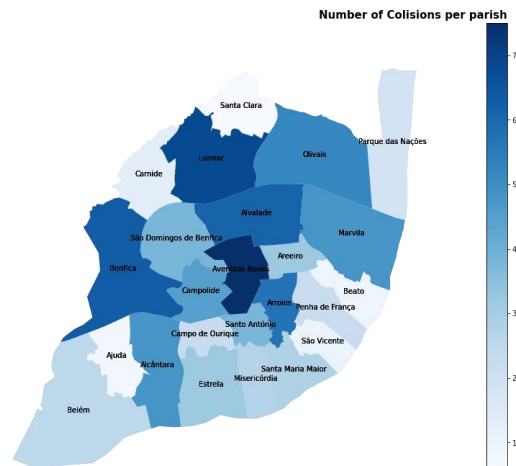 Number of Colisions per parish
Santa Clara
Parque das Nações
Lumiar
Olivais
Carnide
Alvalade
São Domingos de Benfica
Marvila
Areeiro
Benfica
Avenidas Novas
Campolide
Beato
Arroios
Penha de França
Santo António
Campo de Ourique
São Vicente
Ajuda
Alcântara
Santa Maria Maior
Misericórdia
Estrela
Belém
7
6
5
4
3
2
1